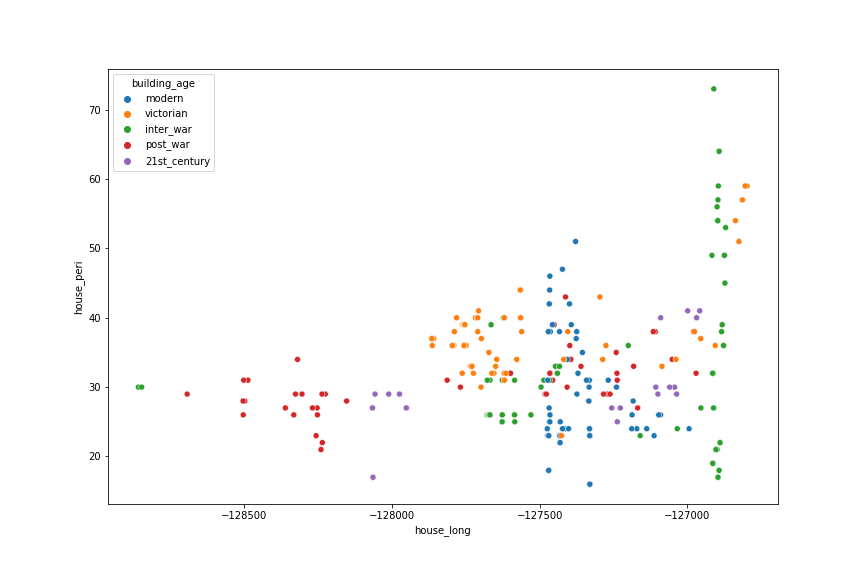 building_age
modern
victorian
inter_war
post_war
21st_century
70
60
50
40
30
20
house_peri
−128500
−128000
−127500
−127000
house_long